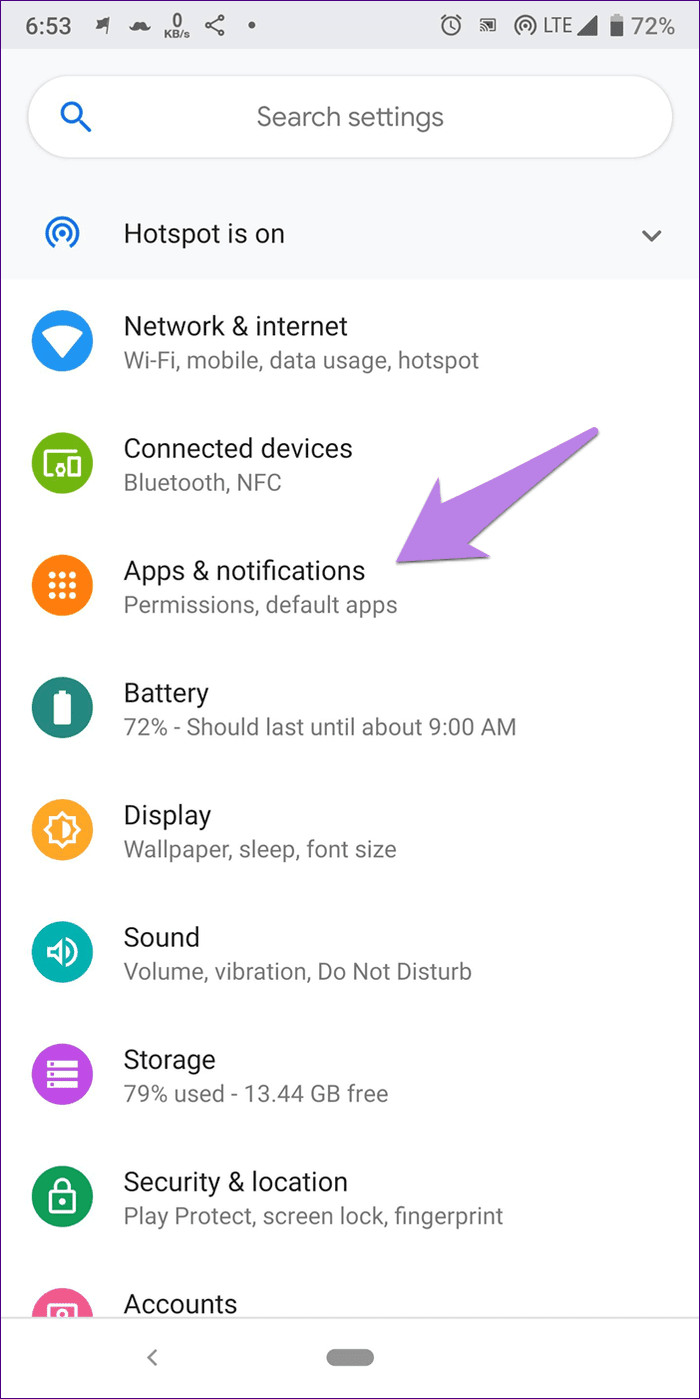 6:53 0 KB/s LTE 72%
Search settings
Hotspot is on
Network & internet
Wi-Fi, mobile, data usage, hotspot
Connected devices
Bluetooth, NFC
Apps & notifications
Permissions, default apps
Battery
72% - Should last until about 9:00 AM
Display
Wallpaper, sleep, font size
Sound
Volume, vibration, Do Not Disturb
Storage
79% used - 13.44 GB free
Security & location
Play Protect, screen lock, fingerprint
Accounts